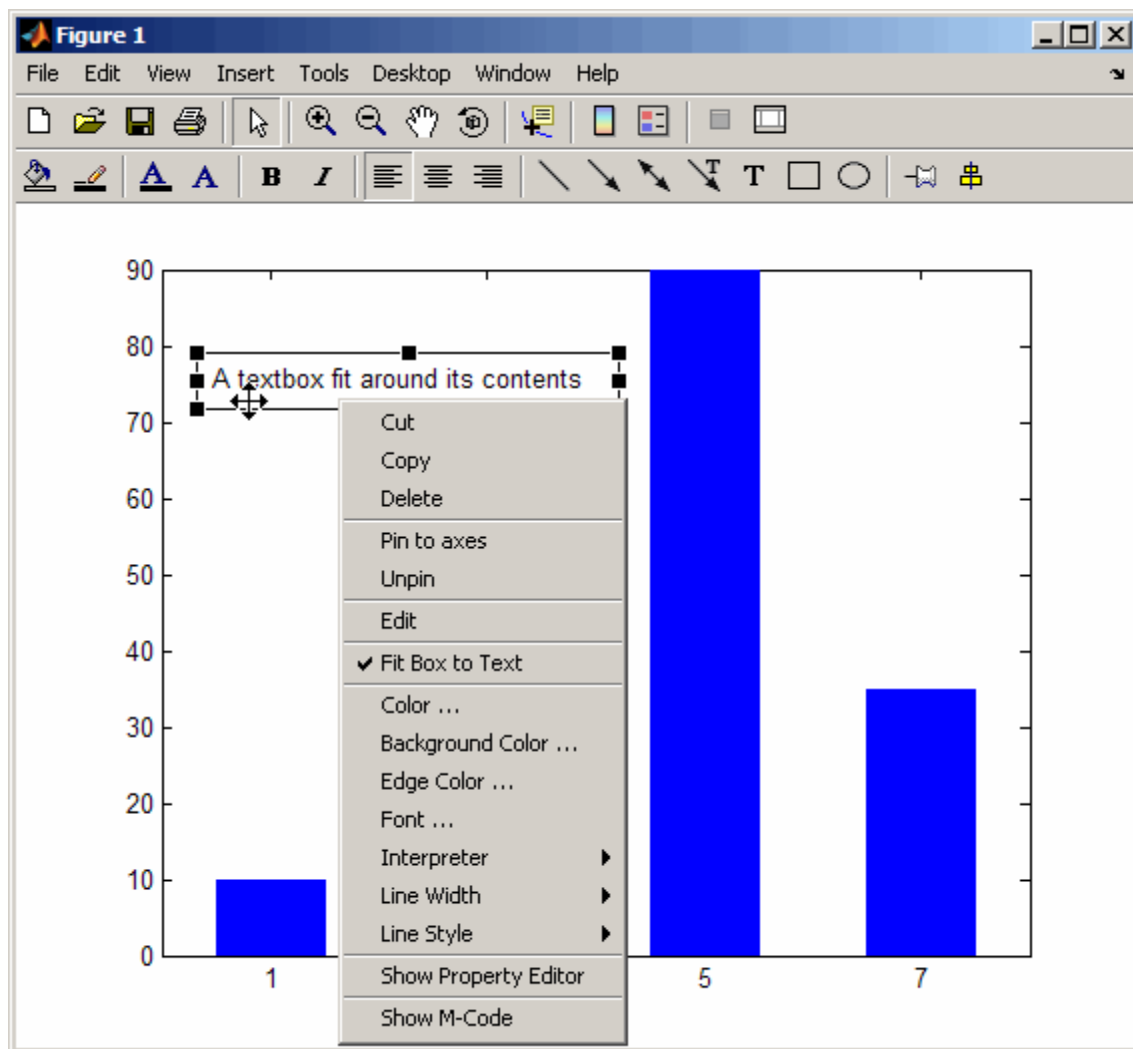 Figure 1
File Edit View Insert Tools Desktop Window Help
A A B I T T
90
80
A textbox fit around its contents
70
Cut
Copy
Delete
60
Pin to axes
Unpin
50
Edit
40
Fit Box to Text
Color ...
30
Background Color ...
Edge Color ...
20
Font ...
Interpreter
10
Line Width
Line Style
0
Show Property Editor
1 5 7
Show M-Code